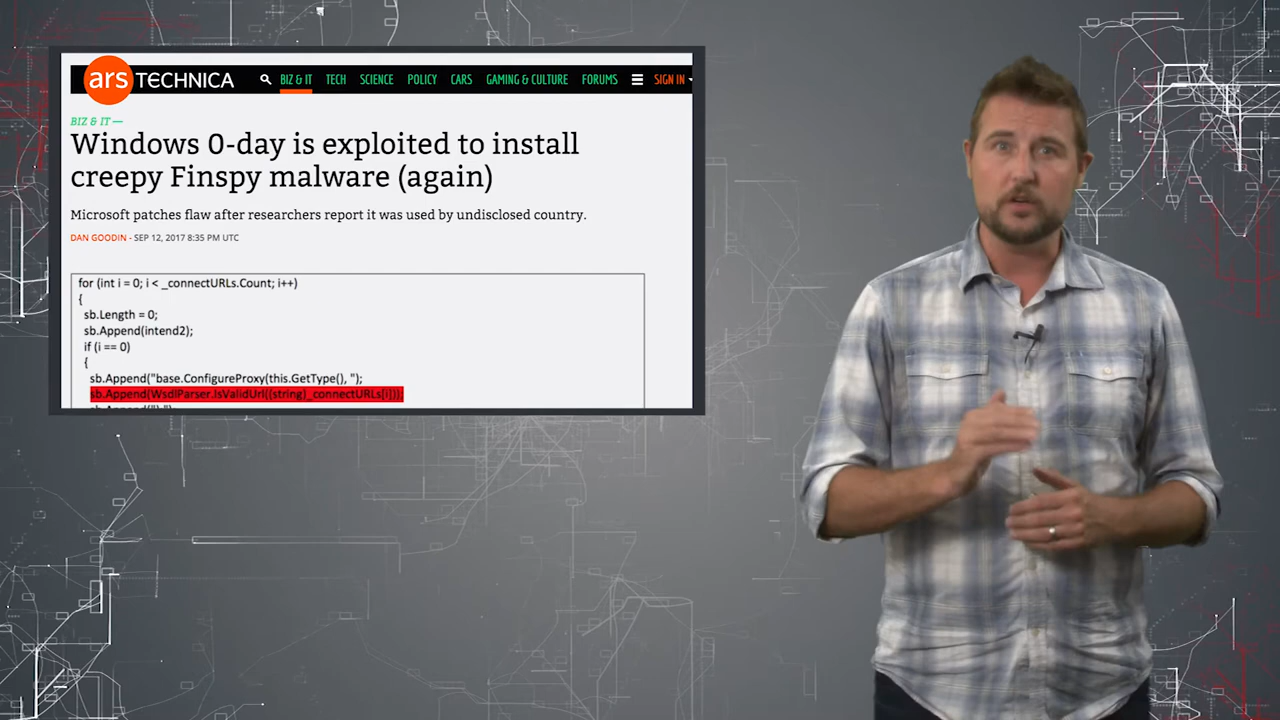 ars TECHNICA BIZ & IT TECH SCIENCE POLICY CARS GAMING & CULTURE FORUMS SIGN IN
BIZ & IT —
Windows 0-day is exploited to install
creepy Finspy malware (again)
Microsoft patches flaw after researchers report it was used by undisclosed country.
DAN GOODIN - SEP 12, 2017 8:35 PM UTC
for (int i = 0; i < _connectURLs.Count; i++)
{
sb.Length = 0;
sb.Append(intend2);
if (i == 0)
{
sb.Append("base.ConfigureProxy(this.GetType(), ");
sb.Append(WsdlParser.IsValidUrl((string)_connectURLs[i]));